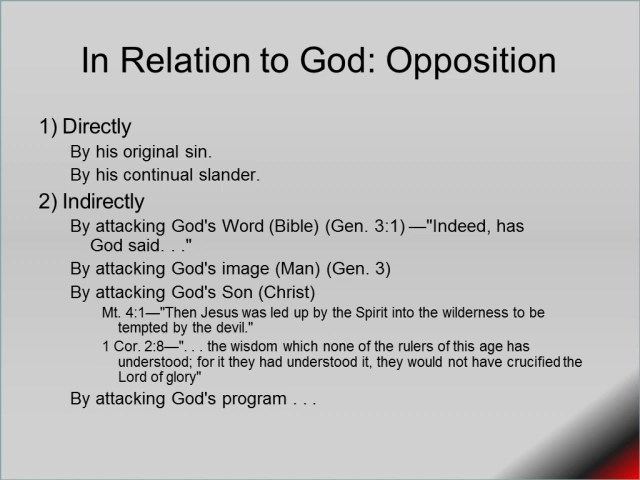 In Relation to God: Opposition
1) Directly
By his original sin.
By his continual slander.
2) Indirectly
By attacking God's Word (Bible) (Gen. 3:1) —"Indeed, has
God said. . ."
By attacking God's image (Man) (Gen. 3)
By attacking God's Son (Christ)
Mt. 4:1—"Then Jesus was led up by the Spirit into the wilderness to be
tempted by the devil."
1 Cor. 2:8—". . . the wisdom which none of the rulers of this age has
understood; for it they had understood it, they would not have crucified the
Lord of glory"
By attacking God's program . . .